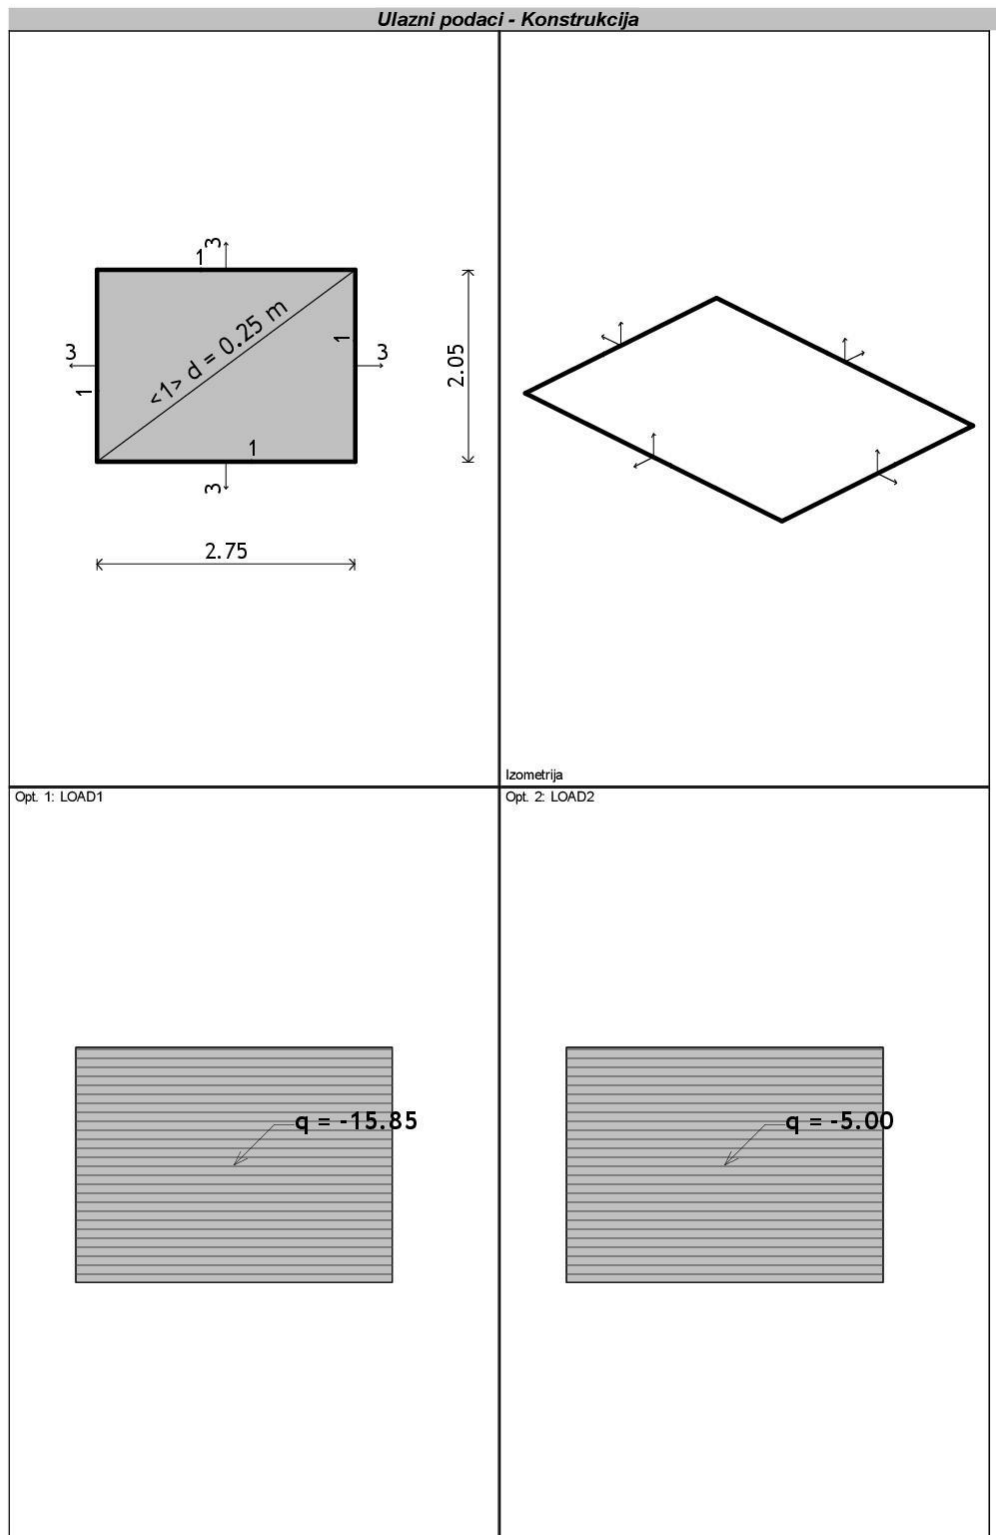 Ulazni podaci - Konstrukcija
3
1
<1> d = 0.25 m
1
3
3
1
2.05
1
3
2.75
Izometrija
Opt. 1: LOAD1
Opt. 2: LOAD2
q = -15.85
q = -5.00